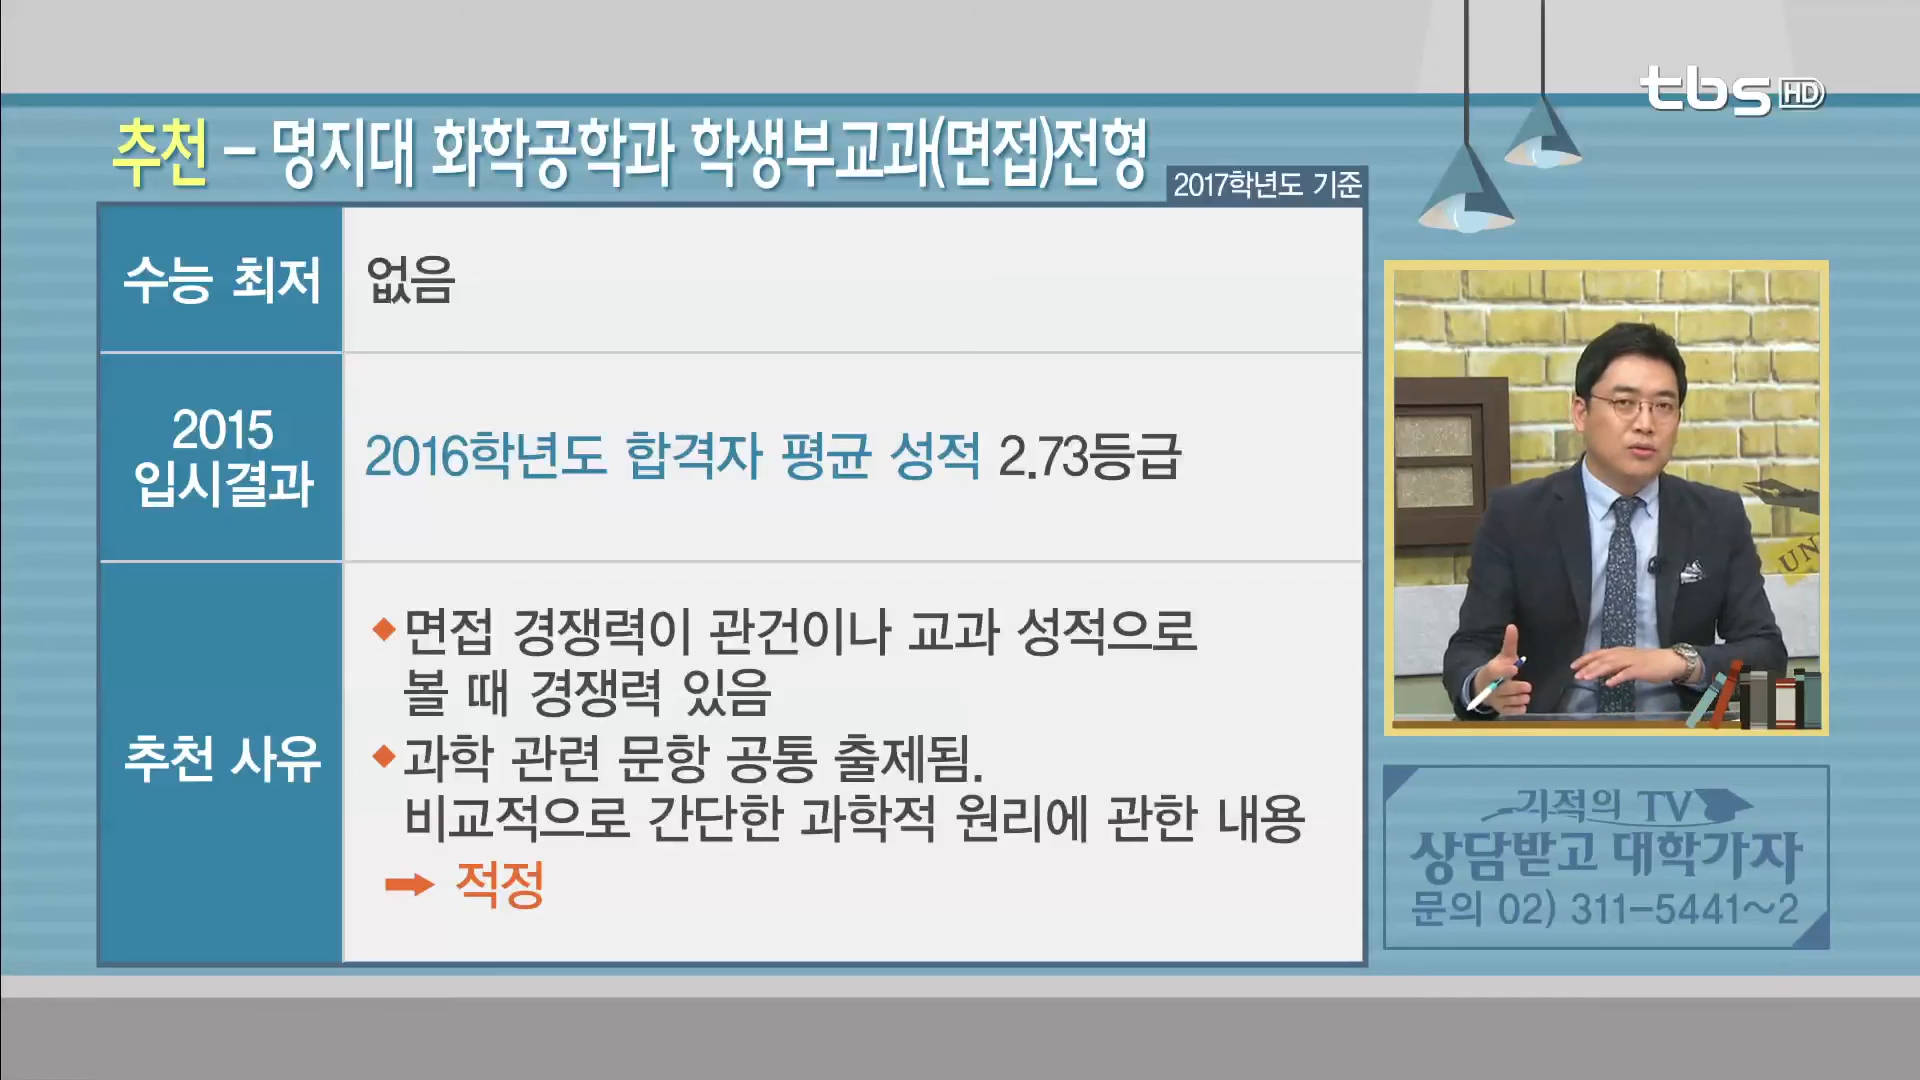 tbs HD
추천 - 명지대 화학공학과 학생부교과(면접)전형
2017학년도 기준
수능 최저
없음
2015
입시결과
2016학년도 합격자 평균 성적 2.73등급
추천 사유
면접 경쟁력이 관건이나 교과 성적으로
볼 때 경쟁력 있음
과학 관련 문항 공통 출제됨.
비교적으로 간단한 과학적 원리에 관한 내용
➡ 적정
UN
기적의 TV
상담받고 대학가자
문의 02) 311-5441~2